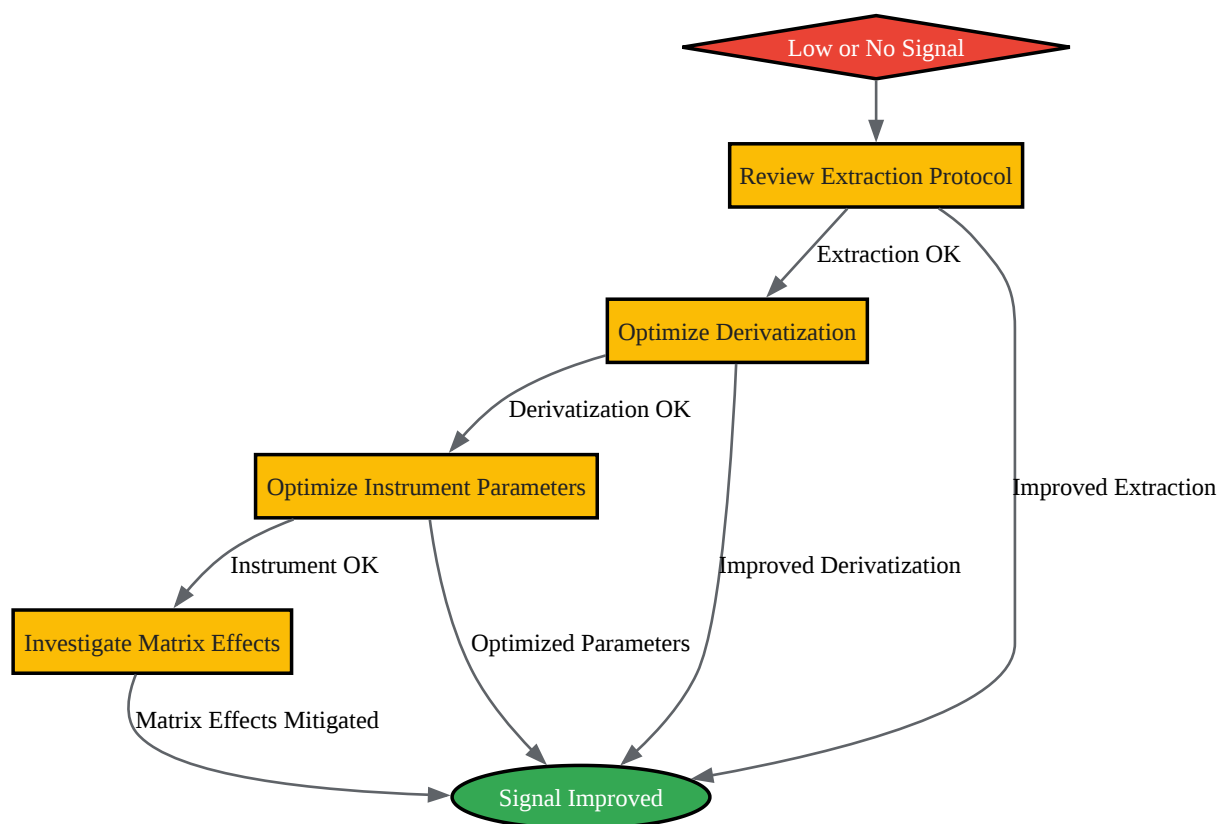 Low or No Signal
Review Extraction Protocol
Extraction OK
Optimize Derivatization
Derivatization OK
Optimize Instrument Parameters
Improved Extraction
Instrument OK
Improved Derivatization
Investigate Matrix Effects
Optimized Parameters
Matrix Effects Mitigated
Signal Improved